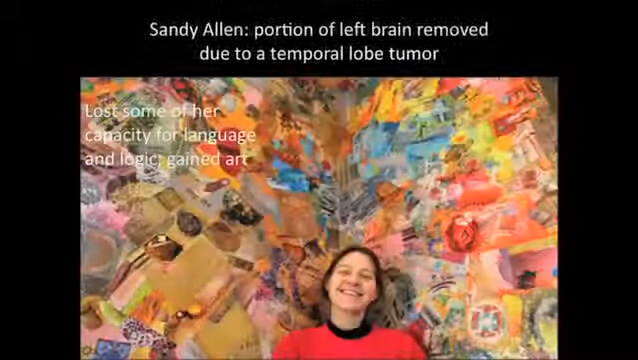 Sandy Allen: portion of left brain removed
due to a temporal lobe tumor
Lost some of her
capacity for language
and logic; gained art